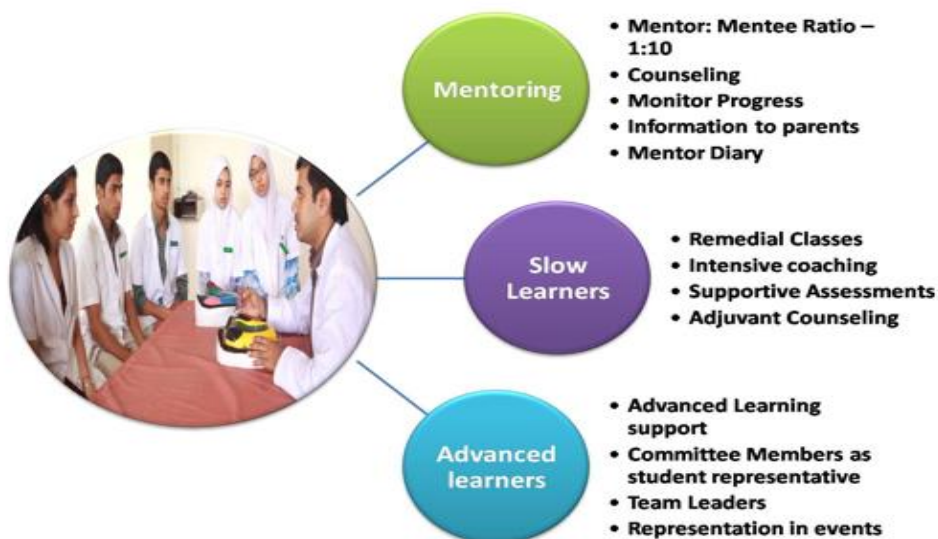 Mentoring
• Mentor: Mentee Ratio –
1:10
• Counseling
• Monitor Progress
• Information to parents
• Mentor Diary
Slow
Learners
• Remedial Classes
• Intensive coaching
• Supportive Assessments
• Adjuvant Counseling
Advanced
learners
• Advanced Learning
support
• Committee Members as
student representative
• Team Leaders
• Representation in events